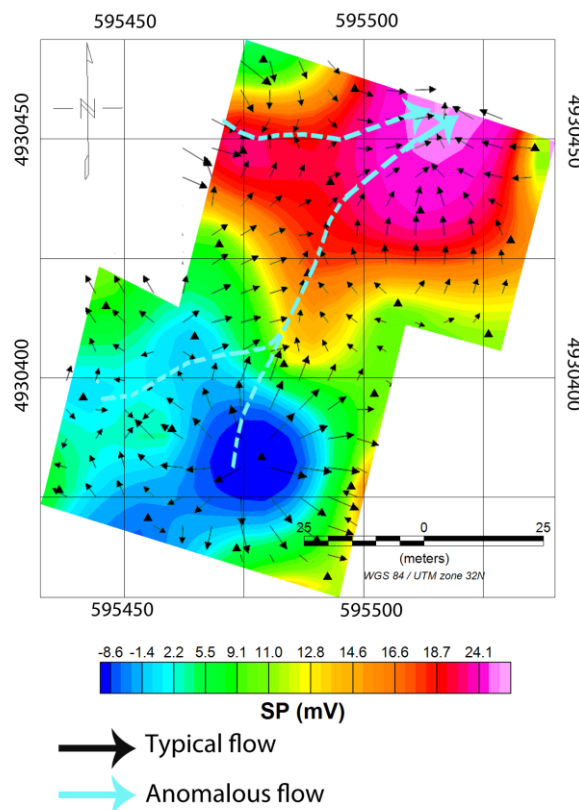 595450 595500
4930450 4930450
N
4930400 4930400
25 0 25
(meters)
WGS 84 / UTM zone 32N
595450 595500
-8.6 -1.4 2.2 5.5 9.1 11.0 12.8 14.6 16.6 18.7 24.1
SP (mV)
Typical flow
Anomalous flow